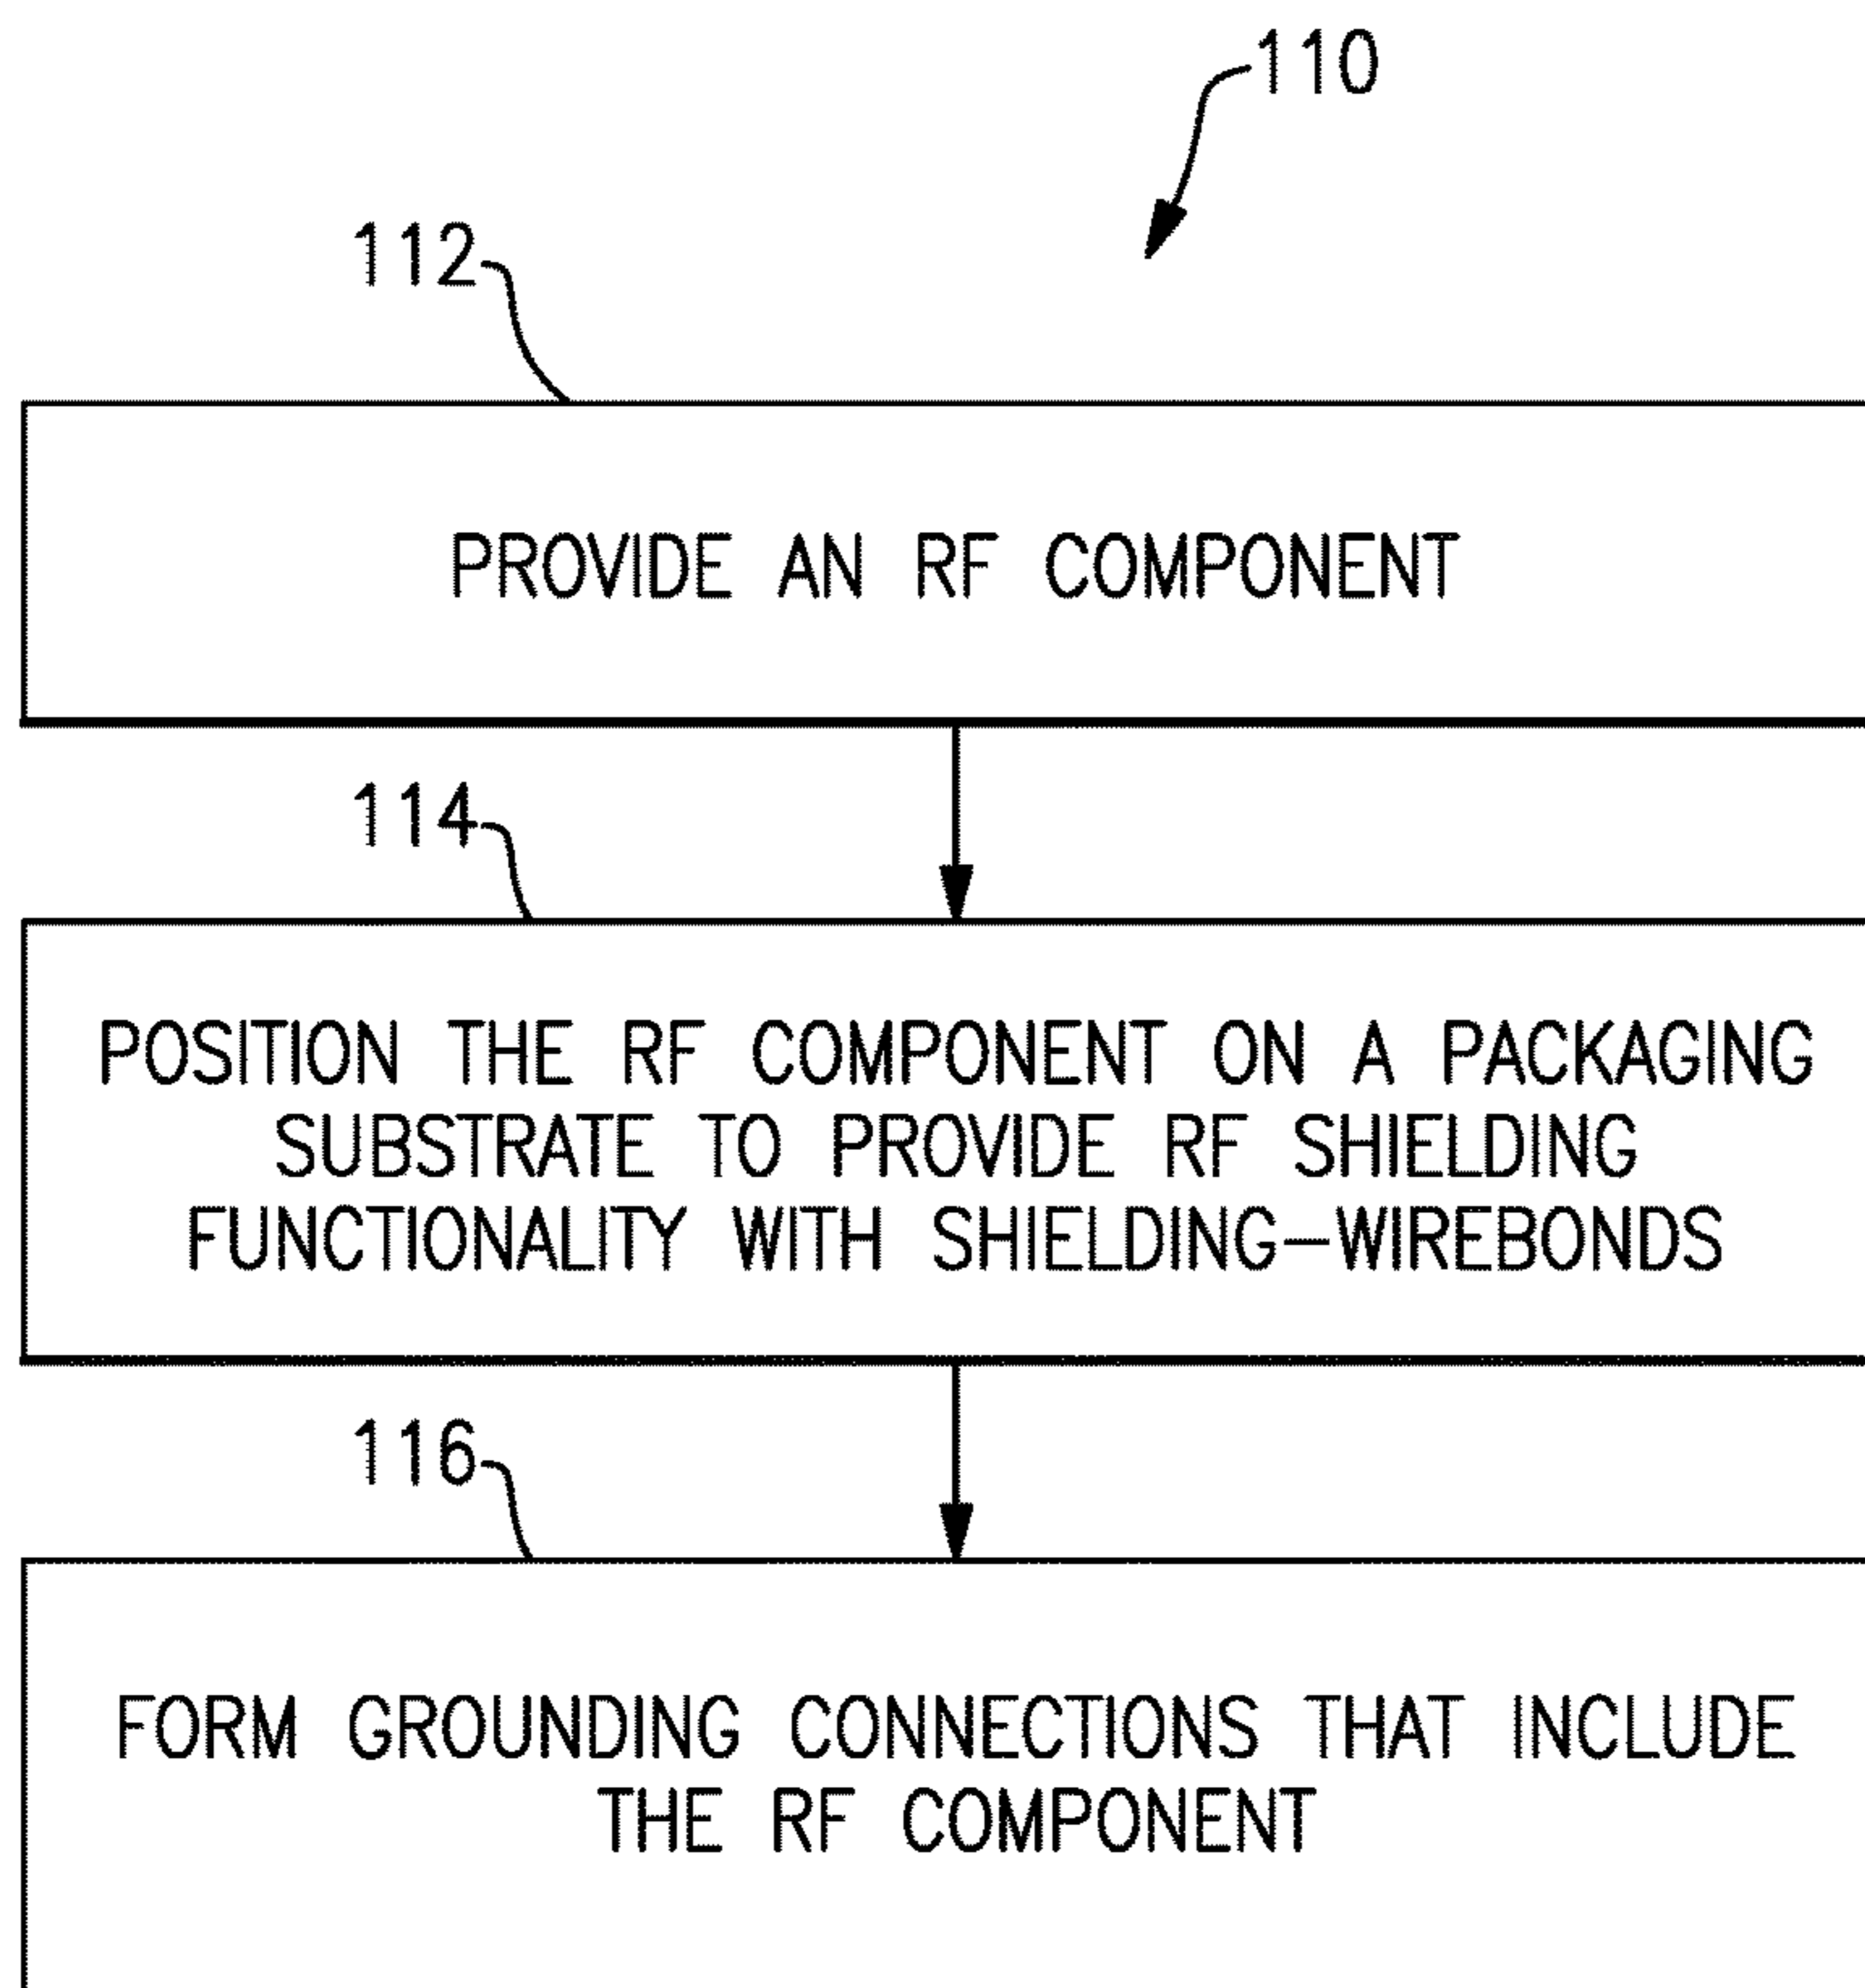 110
112
PROVIDE AN RF COMPONENT
114
POSITION THE RF COMPONENT ON A PACKAGING
SUBSTRATE TO PROVIDE RF SHIELDING
FUNCTIONALITY WITH SHIELDING-WIREBONDS
116
FORM GROUNDING CONNECTIONS THAT INCLUDE
THE RF COMPONENT